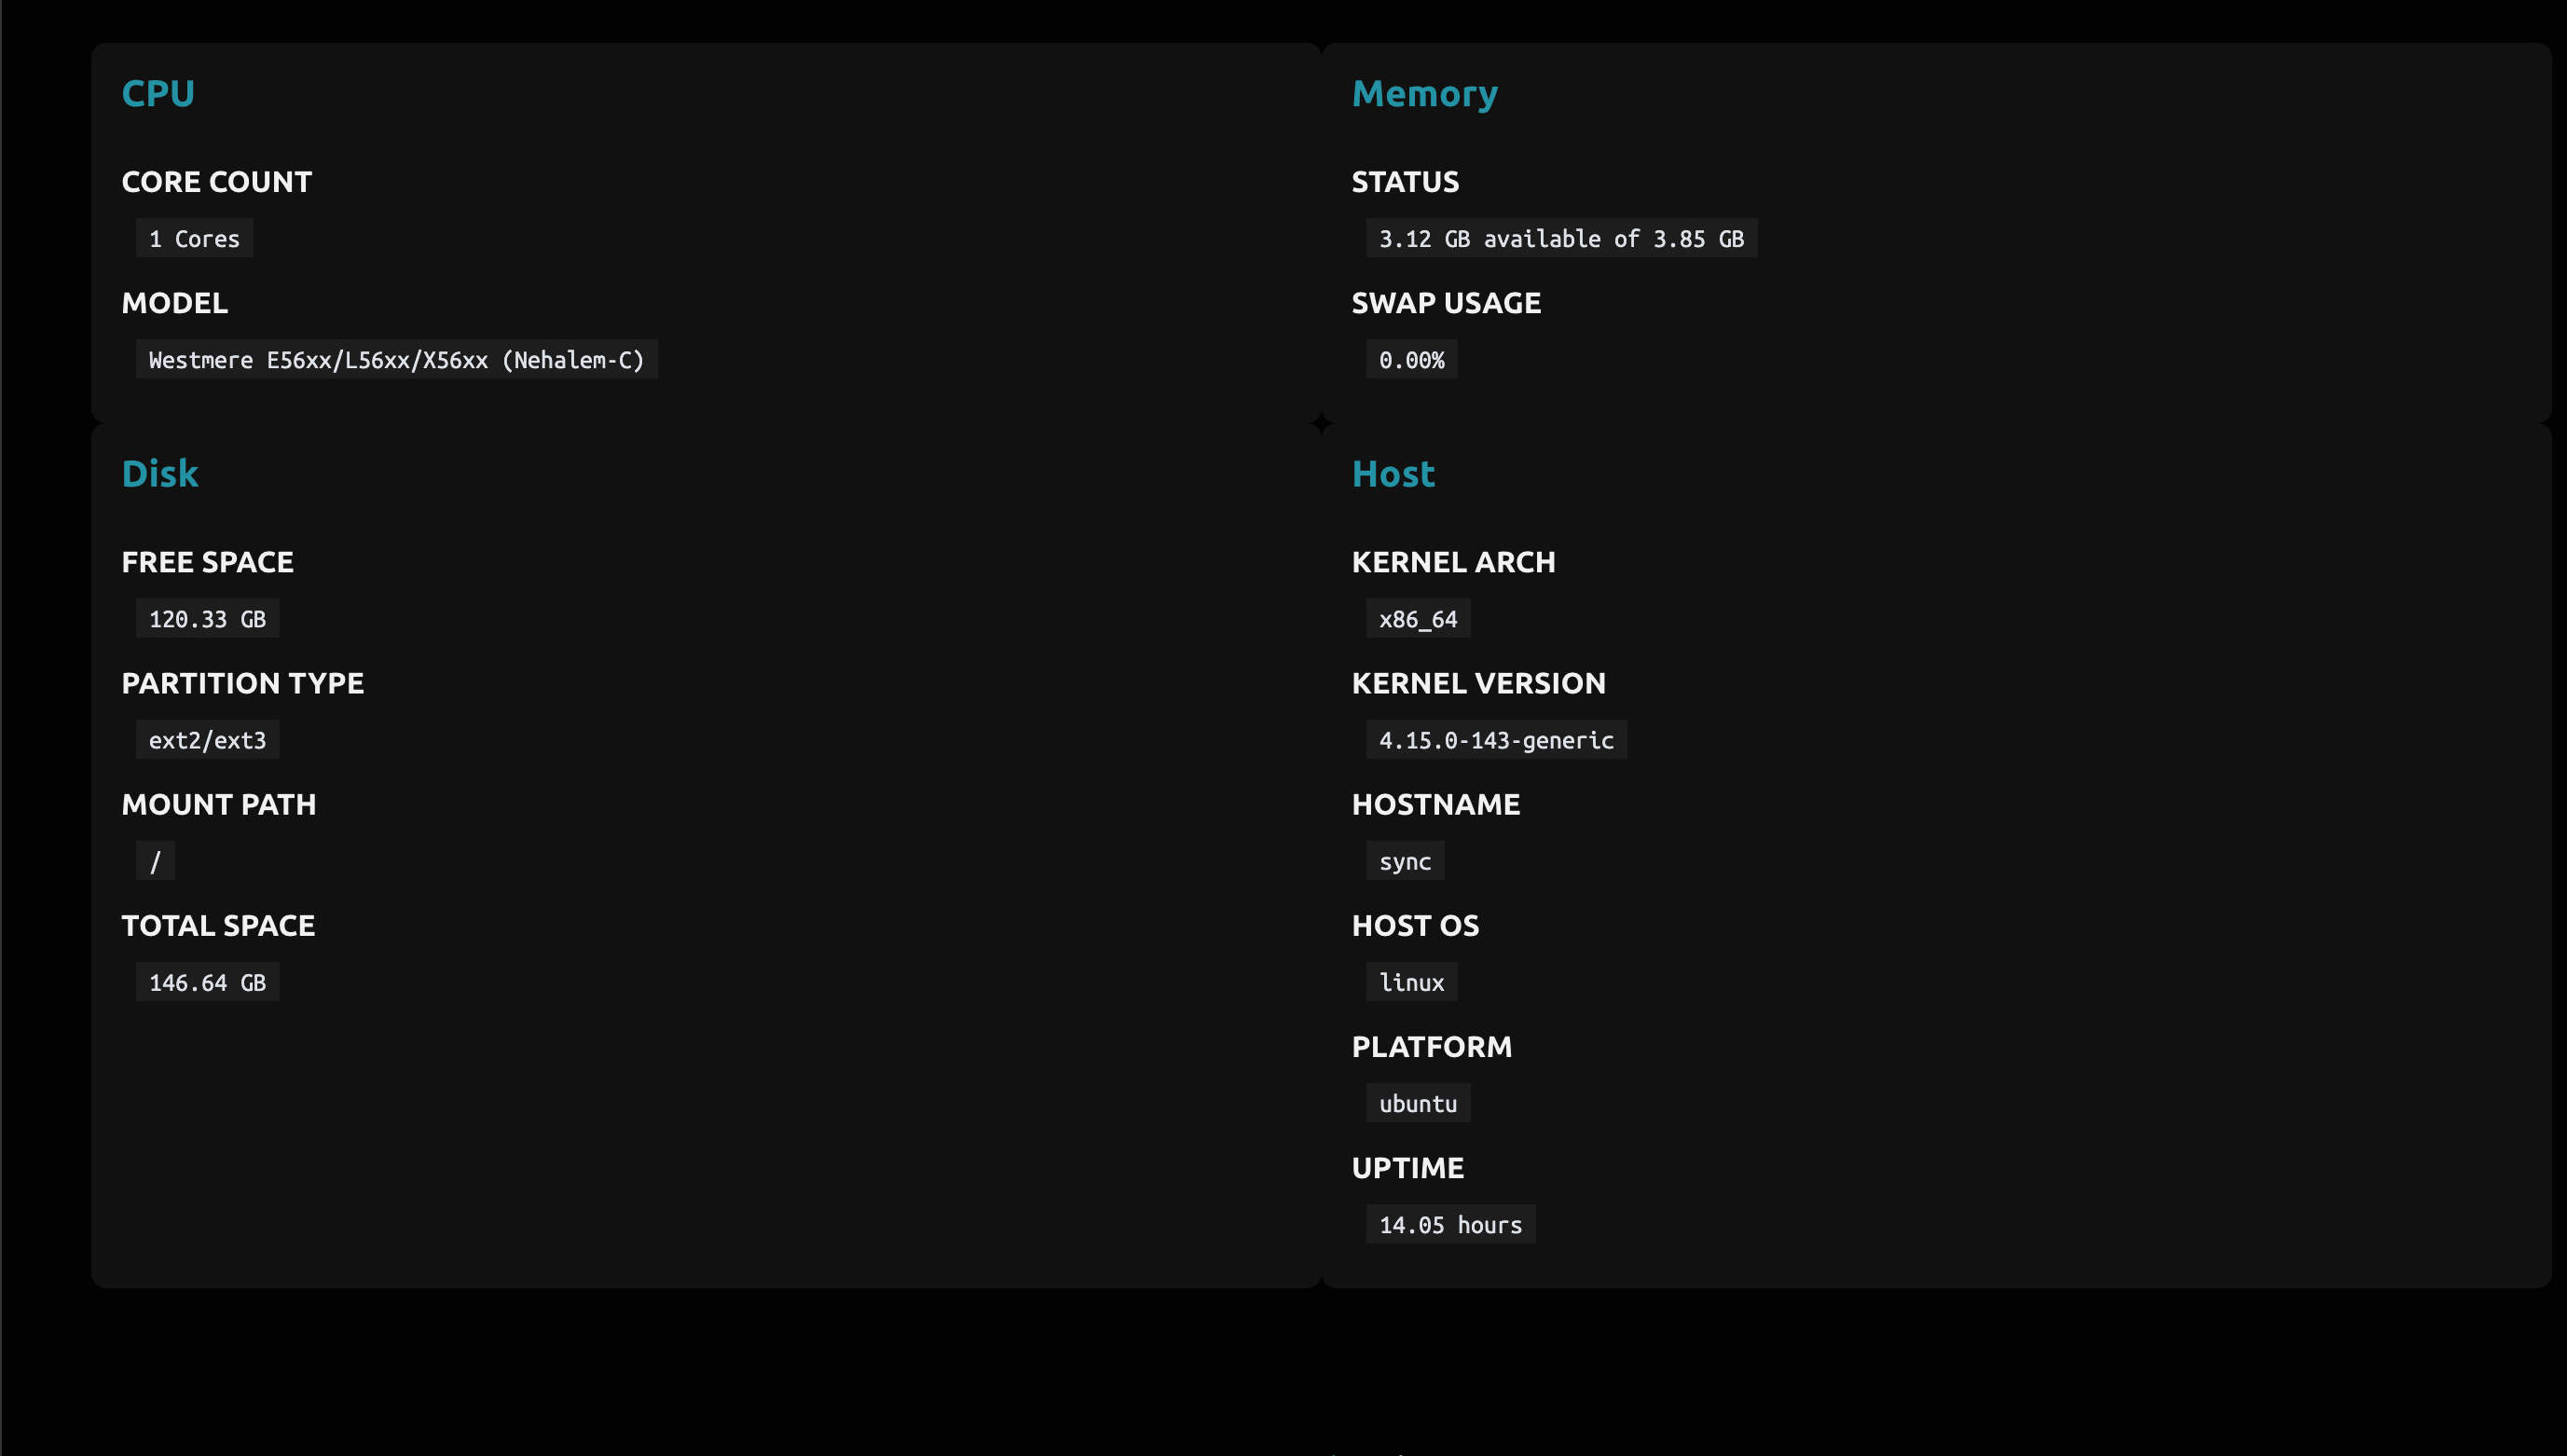 CPU
CORE COUNT
1 Cores
MODEL
Westmere E56xx/L56xx/X56xx (Nehalem-C)
Memory
STATUS
3.12 GB available of 3.85 GB
SWAP USAGE
0.00%
Disk
FREE SPACE
120.33 GB
PARTITION TYPE
ext2/ext3
MOUNT PATH
/
TOTAL SPACE
146.64 GB
Host
KERNEL ARCH
x86_64
KERNEL VERSION
4.15.0-143-generic
HOSTNAME
sync
HOST OS
linux
PLATFORM
ubuntu
UPTIME
14.05 hours